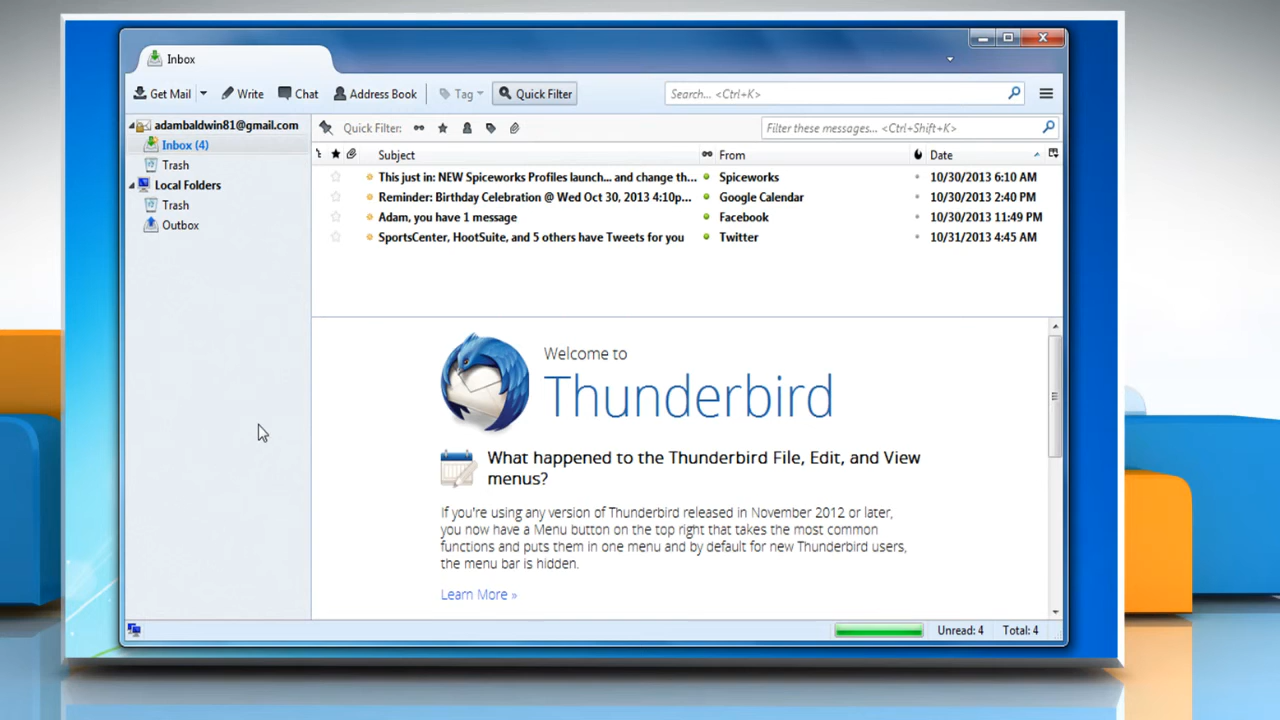 Inbox
Get Mail Write Chat Address Book Tag Quick Filter Search... <Ctrl+K>
adambaldwin81@gmail.com
Inbox (4)
Trash
Local Folders
Trash
Outbox
Quick Filter: Filter these messages... <Ctrl+Shift+K>
Subject From Date
This just in: NEW Spiceworks Profiles launch... and change th... Spiceworks 10/30/2013 6:10 AM
Reminder: Birthday Celebration @ Wed Oct 30, 2013 4:10p... Google Calendar 10/30/2013 2:40 PM
Adam, you have 1 message Facebook 10/30/2013 11:49 PM
SportsCenter, HootSuite, and 5 others have Tweets for you Twitter 10/31/2013 4:45 AM
Welcome to
Thunderbird
What happened to the Thunderbird File, Edit, and View
menus?
If you're using any version of Thunderbird released in November 2012 or later,
you now have a Menu button on the top right that takes the most common
functions and puts them in one menu and by default for new Thunderbird users,
the menu bar is hidden.
Learn More »
Unread: 4 Total: 4